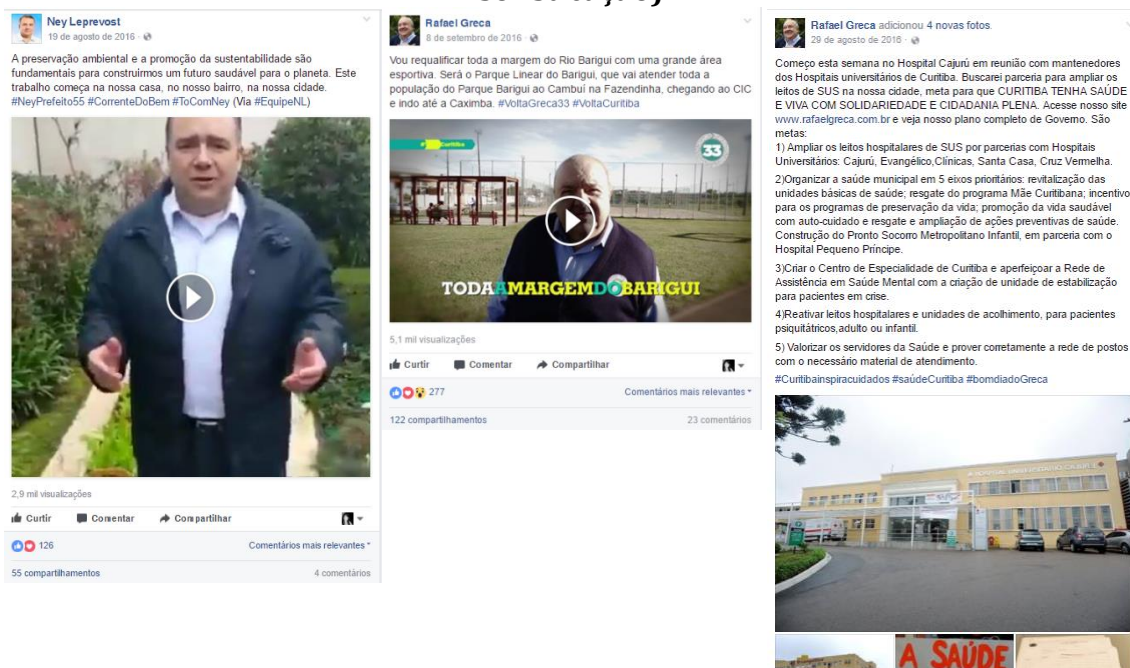 Ney Leprevost
19 de agosto de 2016 ·
A preservação ambiental e a promoção da sustentabilidade são
fundamentais para construirmos um futuro saudável para o planeta. Este
trabalho começa na nossa casa, no nosso bairro, na nossa cidade.
#NeyPrefeito55 #CorrenteDoBem #ToComNey (Via #EquipeNL)
2,9 mil visualizações
Curtir Comentar Compartilhar
126 Comentários mais relevantes
55 compartilhamentos 4 comentários
Rafael Greca
8 de setembro de 2016 ·
Vou requalificar toda a margem do Rio Barigui com uma grande área
esportiva. Será o Parque Linear do Barigui, que vai atender toda a
população do Parque Barigui ao Cambuí na Fazendinha, chegando ao CIC
e indo até a Caximba. #VoltaGreca33 #VoltaCuritiba
33
TODAAMARGEMDOBARIGUI
5,1 mil visualizações
Curtir Comentar Compartilhar
277 Comentários mais relevantes
122 compartilhamentos 23 comentários
Rafael Greca adicionou 4 novas fotos.
29 de agosto de 2016 ·
Começo esta semana no Hospital Cajurú em reunião com mantenedores
dos Hospitais universitários de Curitiba. Buscarei parceria para ampliar os
leitos de SUS na nossa cidade, meta para que CURITIBA TENHA SAÚDE
E VIVA COM SOLIDARIEDADE E CIDADANIA PLENA. Acesse nosso site
www.rafaelgreca.com.br e veja nosso plano completo de Governo. São
metas:
1) Ampliar os leitos hospitalares de SUS por parcerias com Hospitais
Universitários: Cajurú, Evangélico,Clínicas, Santa Casa, Cruz Vermelha.
2)Organizar a saúde municipal em 5 eixos prioritários: revitalização das
unidades básicas de saúde; resgate do programa Mãe Curitibana; incentivo
para os programas de preservação da vida; promoção da vida saudável
com auto-cuidado e resgate e ampliação de ações preventivas de saúde.
Construção do Pronto Socorro Metropolitano Infantil, em parceria com o
Hospital Pequeno Príncipe.
3)Criar o Centro de Especialidade de Curitiba e aperfeiçoar a Rede de
Assistência em Saúde Mental com a criação de unidade de estabilização
para pacientes em crise.
4)Reativar leitos hospitalares e unidades de acolhimento, para pacientes
psiquitátricos,adulto ou infantil.
5) Valorizar os servidores da Saúde e prover corretamente a rede de postos
com o necessário material de atendimento.
#Curitibainspiracuidados #saúdeCuritiba #bomdiadoGreca
HOSPITAL UNIVERSITÁRIO CAJURU
A SAÚDE